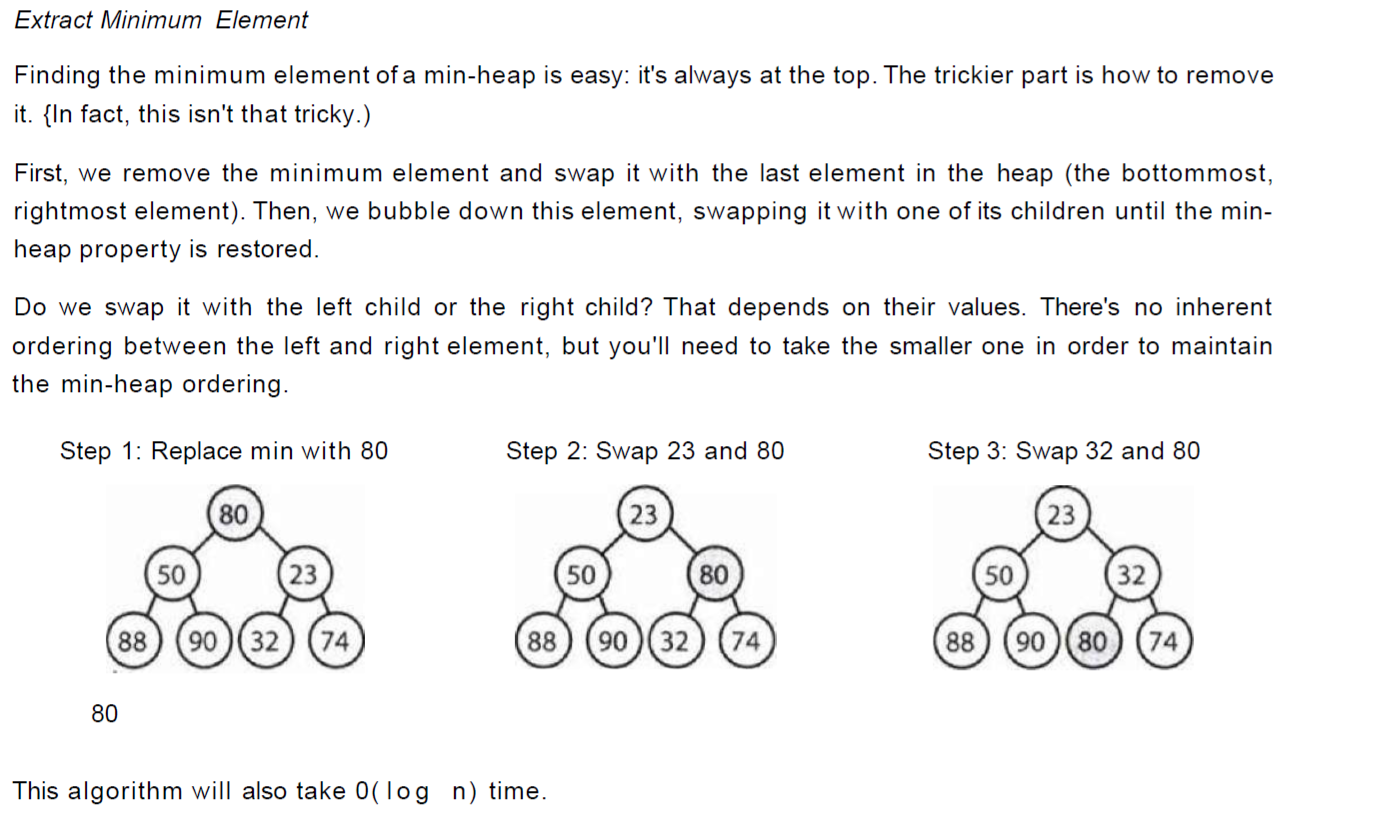 Extract Minimum Element
Finding the minimum element of a min-heap is easy: it's always at the top. The trickier part is how to remove
it. {In fact, this isn't that tricky.)
First, we remove the minimum element and swap it with the last element in the heap (the bottommost,
rightmost element). Then, we bubble down this element, swapping it with one of its children until the min-
heap property is restored.
Do we swap it with the left child or the right child? That depends on their values. There's no inherent
ordering between the left and right element, but you'll need to take the smaller one in order to maintain
the min-heap ordering.
Step 1: Replace min with 80
80
50 23
88 90 32 74
80
Step 2: Swap 23 and 80
23
50 80
88 90 32 74
Step 3: Swap 32 and 80
23
50 32
88 90 80 74
This algorithm will also take 0( log n) time.